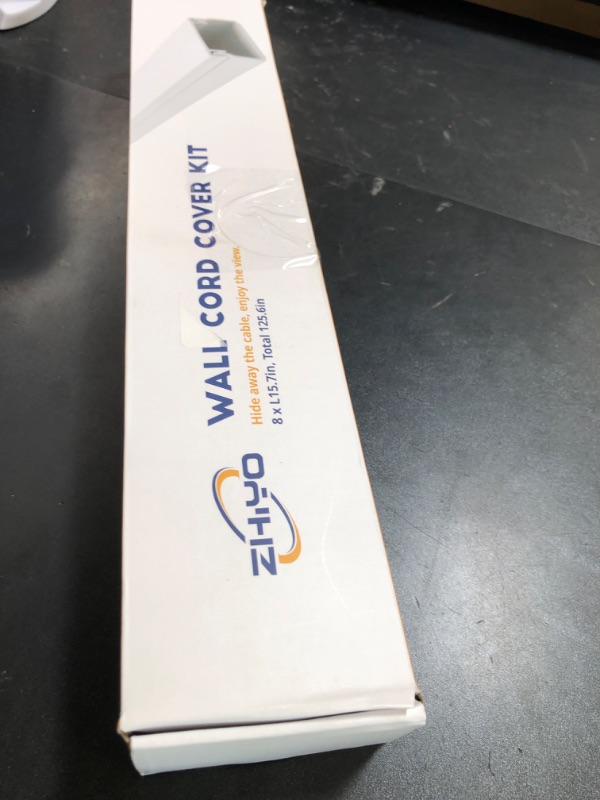 ZHIYO
WALL CORD COVER KIT
Hide away the cable, enjoy the view.
8 x L15.7in, Total 125.6in